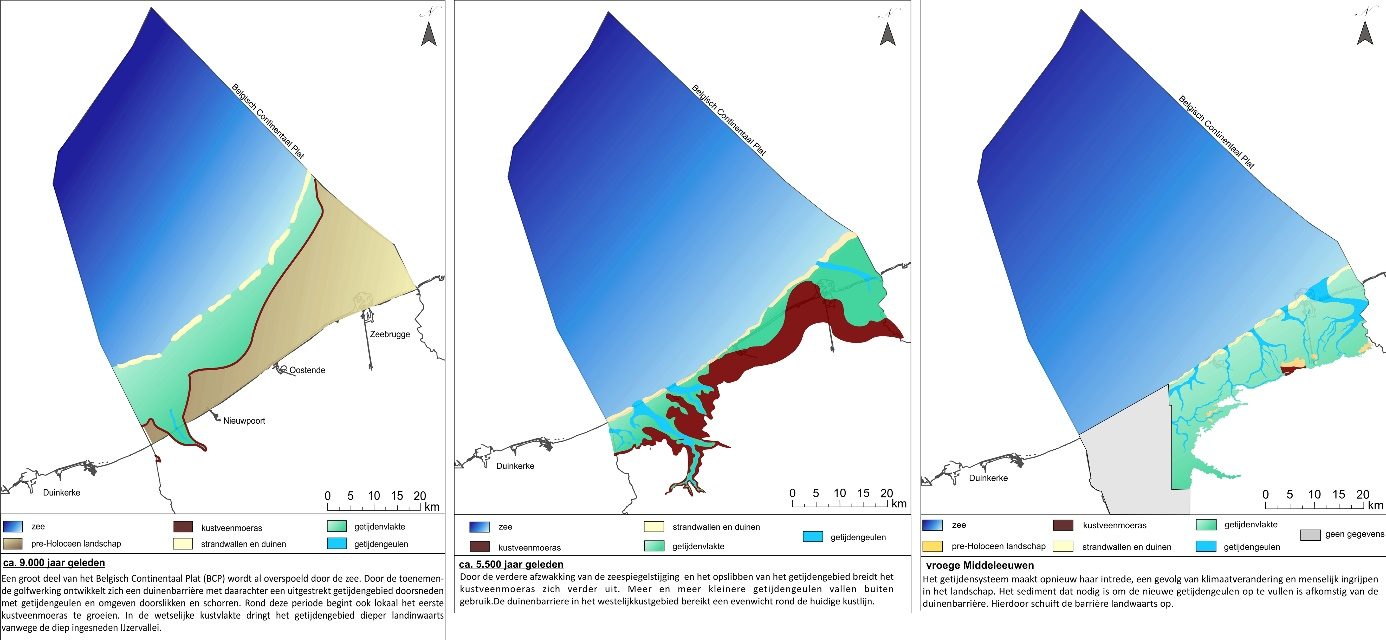 N
Belgisch Continentaal Plat
Zeebrugge
Oostende
Nieuwpoort
Duinkerke
0 5 10 15 20
km
zee
kustveenmoeras
getijdenvlakte
pre-Holoceen landschap
strandwallen en duinen
getijdengeulen
ca. 9.000 jaar geleden
Een groot deel van het Belgisch Continentaal Plat (BCP) wordt al overspoeld door de zee. Door de toenemen-
de golfwerking ontwikkelt zich een duinenbarrière met daarachter een uitgestrekt getijdengebied doorsneden
met getijdengeulen en omgeven doorslikken en schorren. Rond deze periode begint ook lokaal het eerste
kustveenmoeras te groeien. In de wetselijke kustvlakte dringt het getijdengebied dieper landinwaarts
vanwege de diep ingesneden IJzervallei.
N
Belgisch Continentaal Plat
Duinkerke
0 5 10 15 20
km
zee
strandwallen en duinen
getijdengeulen
kustveenmoeras
getijdenvlakte
ca. 5.500 jaar geleden
Door de verdere afzwakking van de zeespiegelstijging en het opslibben van het getijdengebied breidt het
kustveenmoeras zich verder uit. Meer en meer kleinere getijdengeulen vallen buiten
gebruik.De duinenbarriere in het westelijkkustgebied bereikt een evenwicht rond de huidige kustlijn.
N
Belgisch Continentaal Plat
Duinkerke
0 5 10 15 20
km
zee
kustveenmoeras
getijdenvlakte
geen gegevens
pre-Holoceen landschap
strandwallen en duinen
getijdengeulen
vroege Middeleeuwen
Het getijdensysteem maakt opnieuw haar intrede, een gevolg van klimaatverandering en menselijk ingrijpen
in het landschap. Het sediment dat nodig is om de nieuwe getijdengeulen op te vullen is afkomstig van de
duinenbarrière. Hierdoor schuift de barrière landwaarts op.